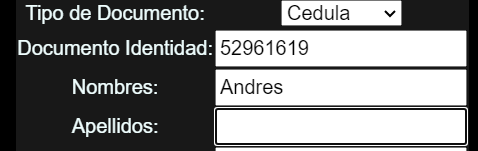 Tipo de Documento: Cedula
Documento Identidad: 52961619
Nombres: Andres
Apellidos: